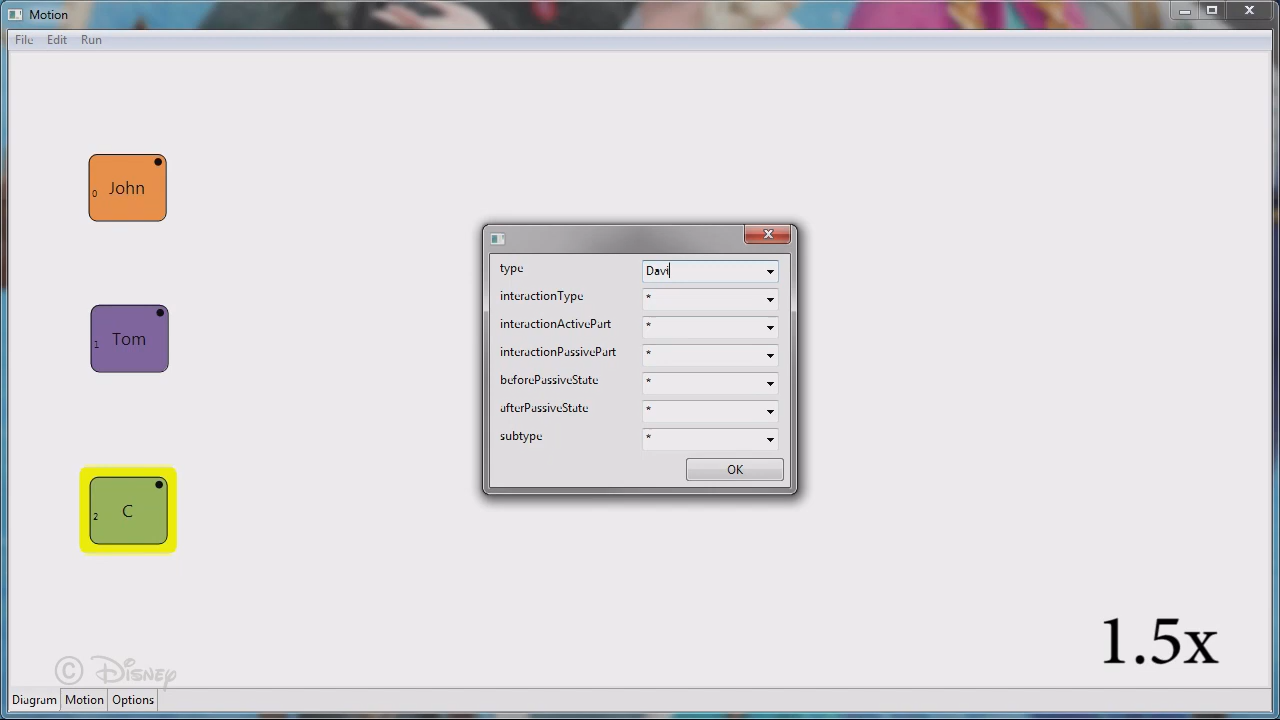 Motion
File Edit Run
0 John
1 Tom
2 C
type Davi
interactionType *
interactionActivePart *
interactionPassivePart *
beforePassiveState *
afterPassiveState *
subtype *
OK
1.5x
© Disney
Diagram Motion Options